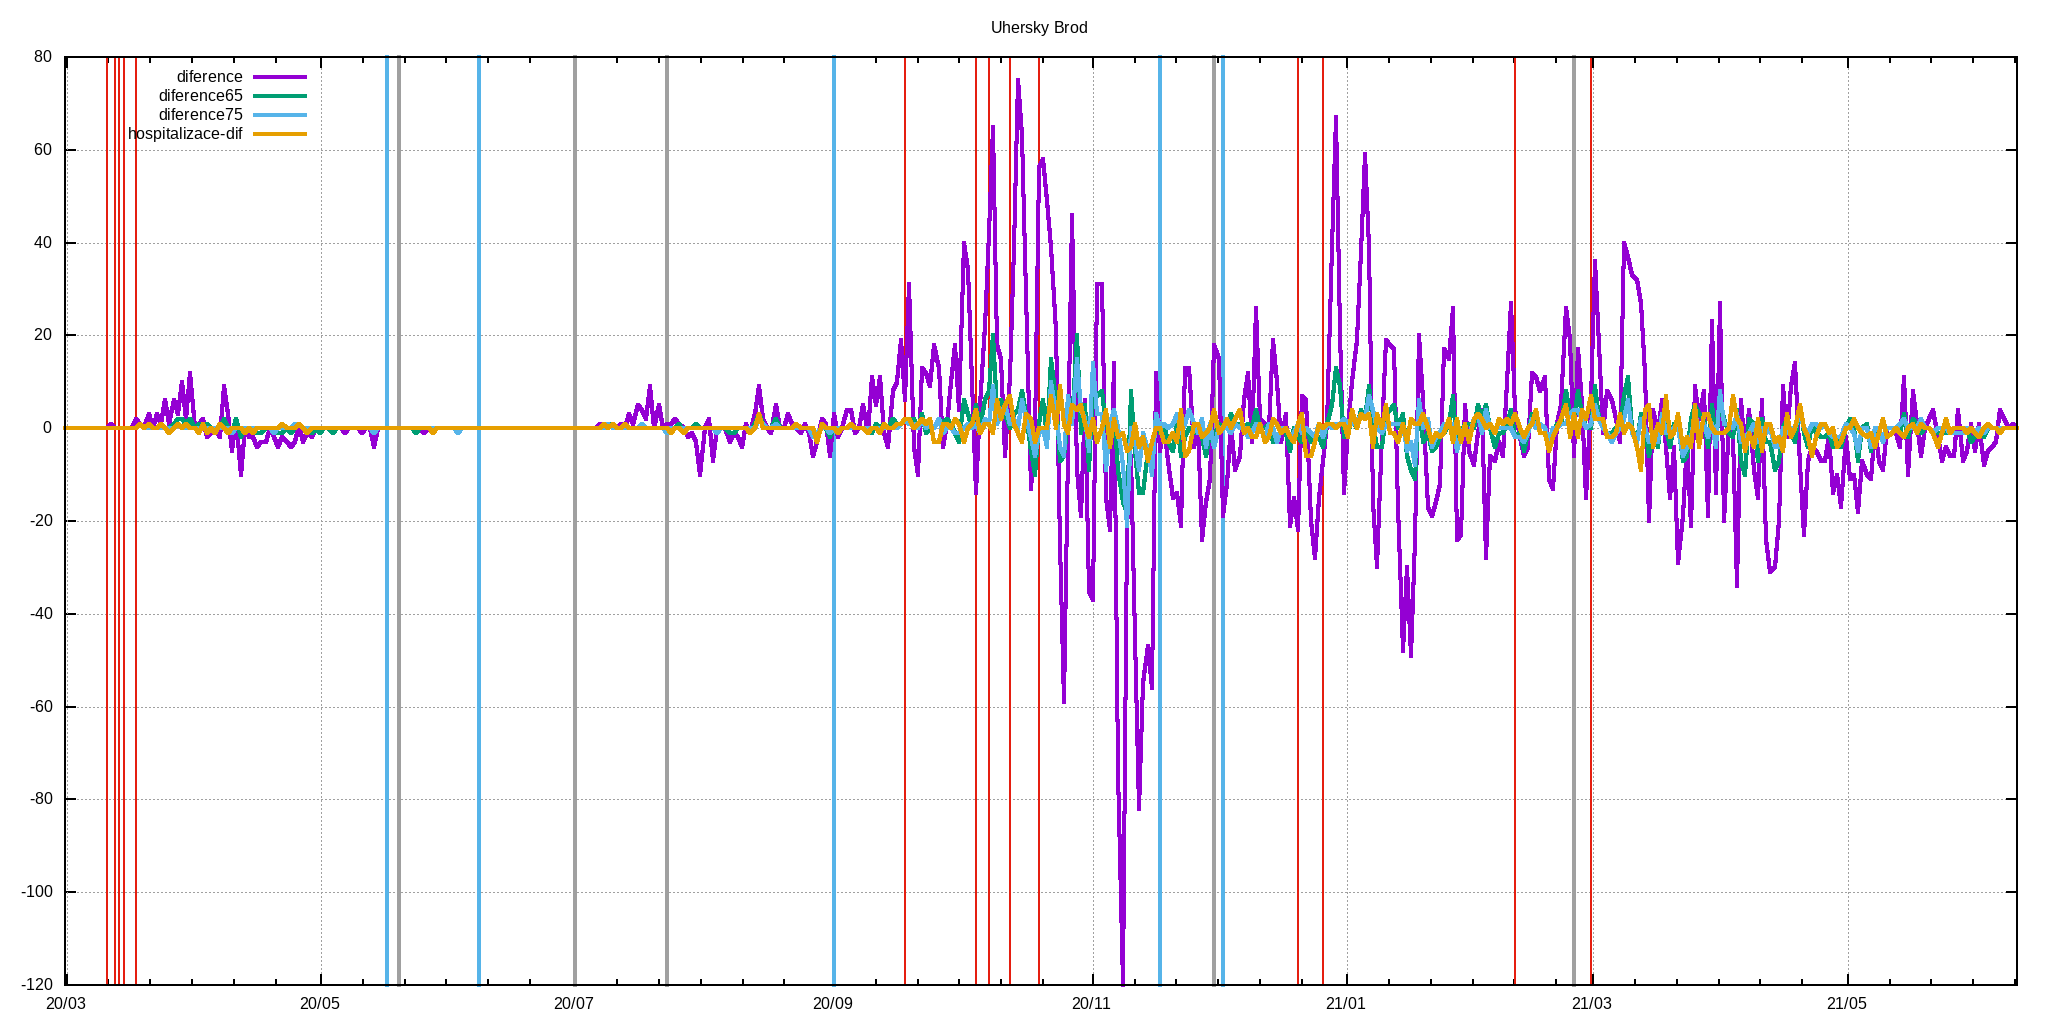 Uhersky Brod
80
60
40
20
0
-20
-40
-60
-80
-100
-120
diference
diference65
diference75
hospitalizace-dif
20/03 20/05 20/07 20/09 20/11 21/01 21/03 21/05